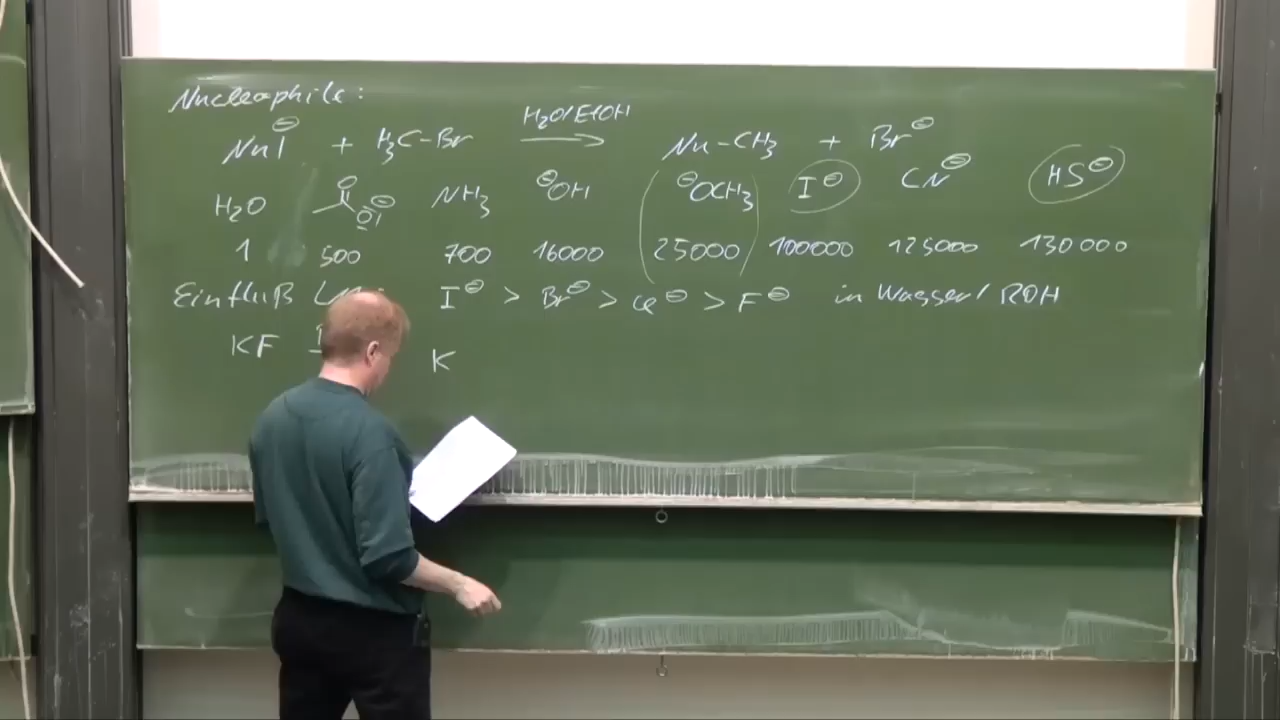 Nucleophile:
Nu|⊖ + H₃C-Br H₂O/EtOH → Nu-CH₃ + Br⊖
H₂O O O⊖ NH₃ ⊖OH (⊖OCH₃) I⊖ CN⊖ HS⊖
1 500 700 16000 25000 100000 125000 130000
Einfluß I⊖ > Br⊖ > Cl⊖ > F⊖ in Wasser/ROH
KF K